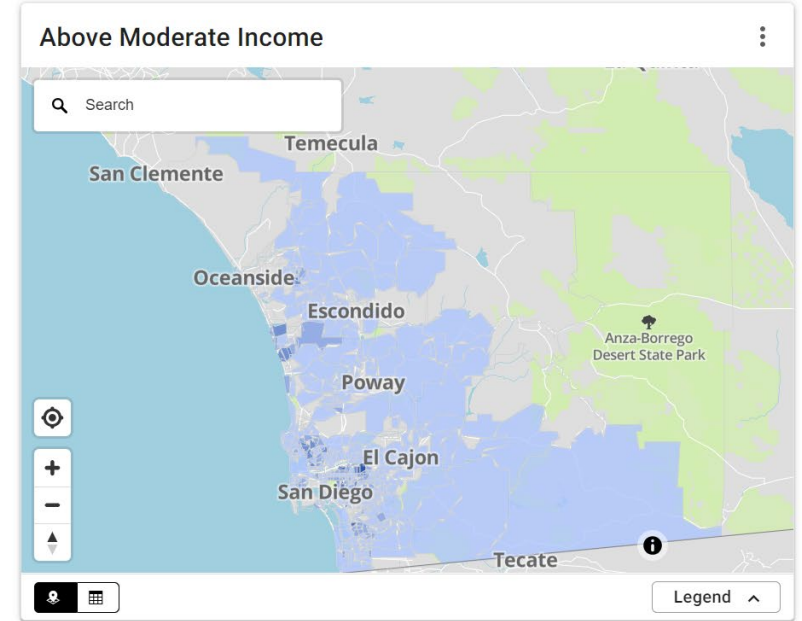 Above Moderate Income
Search
Temecula
San Clemente
Oceanside
Escondido
Anza-Borrego
Desert State Park
Poway
El Cajon
San Diego
Tecate
Legend